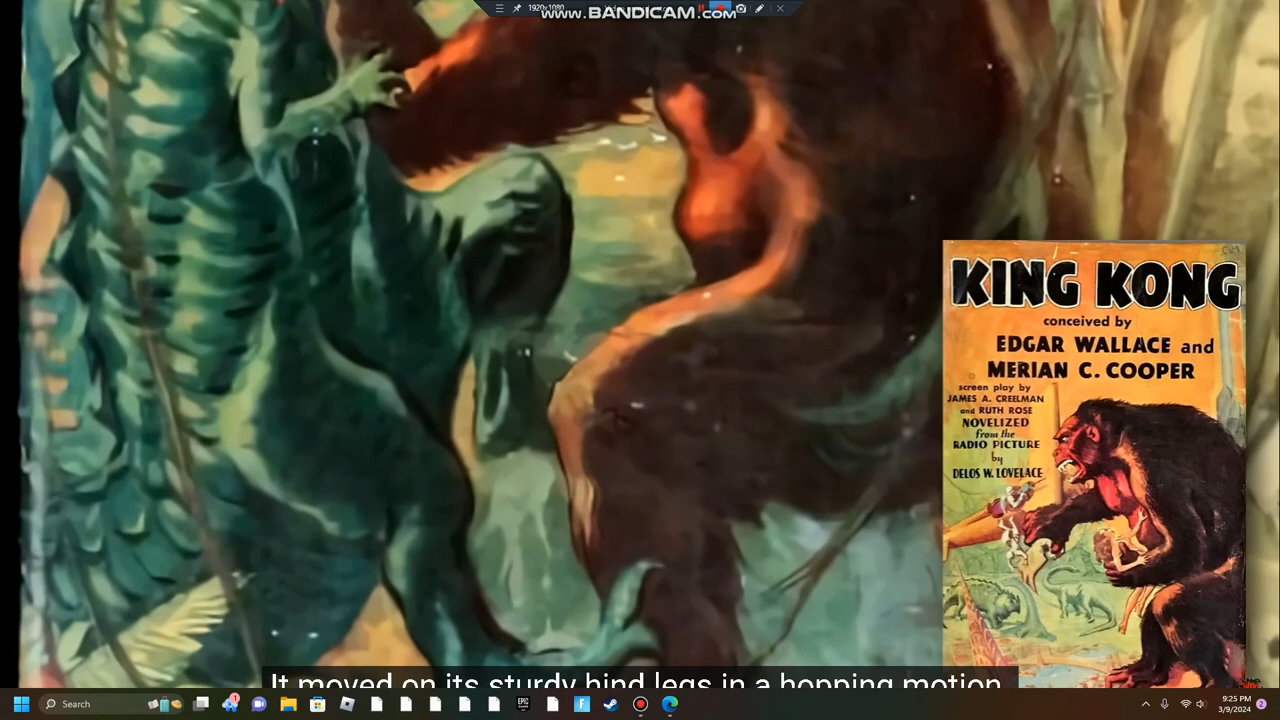 1920x1080
www.BANDICAM.com
KING KONG
conceived by
EDGAR WALLACE and
MERIAN C. COOPER
screen play by
JAMES A. CREELMAN
and RUTH ROSE
NOVELIZED
from the
RADIO PICTURE
by
DELOS W. LOVELACE
It moved on its sturdy hind legs in a hopping motion
Search
EPIC
9:25 PM
3/9/2024